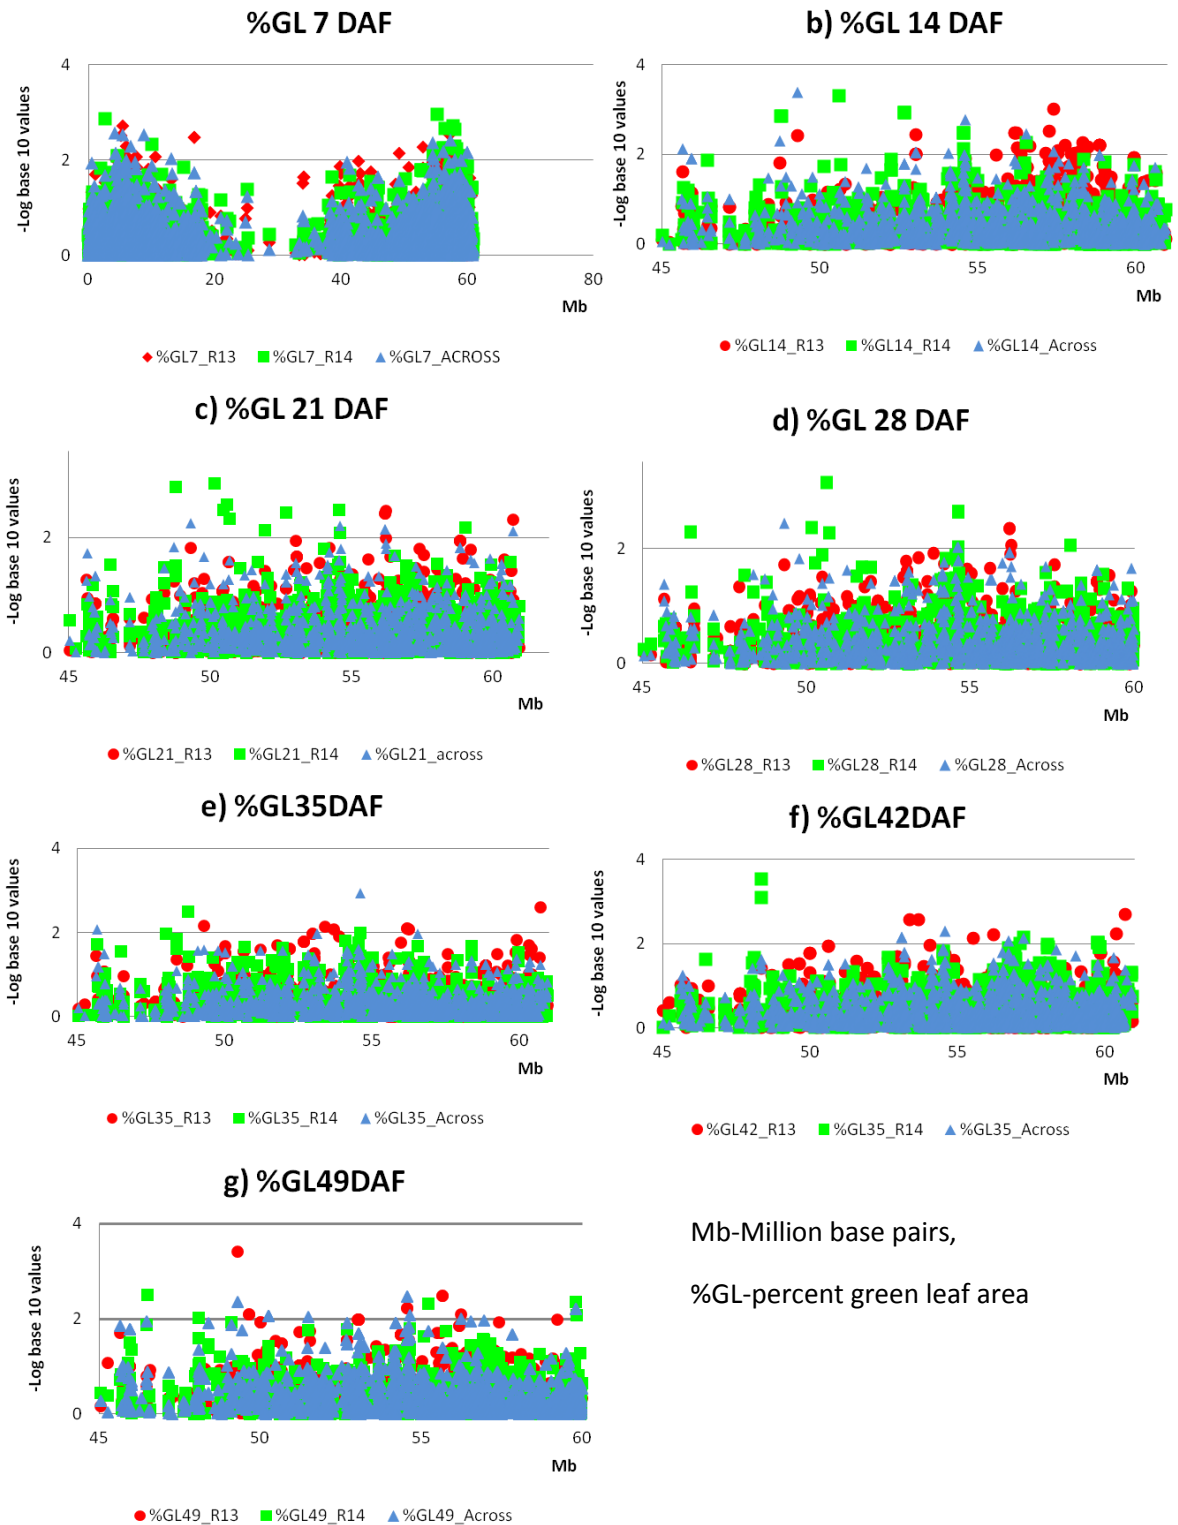 %GL 7 DAF
-Log base 10 values
4
2
0
0 20 40 60 80
Mb
%GL7_R13 %GL7_R14 %GL7_ACROSS
b) %GL 14 DAF
-Log base 10 values
4
2
0
45 50 55 60
Mb
%GL14_R13 %GL14_R14 %GL14_Across
c) %GL 21 DAF
-Log base 10 values
2
0
45 50 55 60
Mb
%GL21_R13 %GL21_R14 %GL21_across
d) %GL 28 DAF
-Log base 10 values
2
0
45 50 55 60
Mb
%GL28_R13 %GL28_R14 %GL28_Across
e) %GL35DAF
-Log base 10 values
4
2
0
45 50 55 60
Mb
%GL35_R13 %GL35_R14 %GL35_Across
f) %GL42DAF
-Log base 10 values
4
2
0
45 50 55 60
Mb
%GL42_R13 %GL35_R14 %GL35_Across
g) %GL49DAF
-Log base 10 values
4
2
0
45 50 55 60
Mb
%GL49_R13 %GL49_R14 %GL49_Across
Mb-Million base pairs,
%GL-percent green leaf area